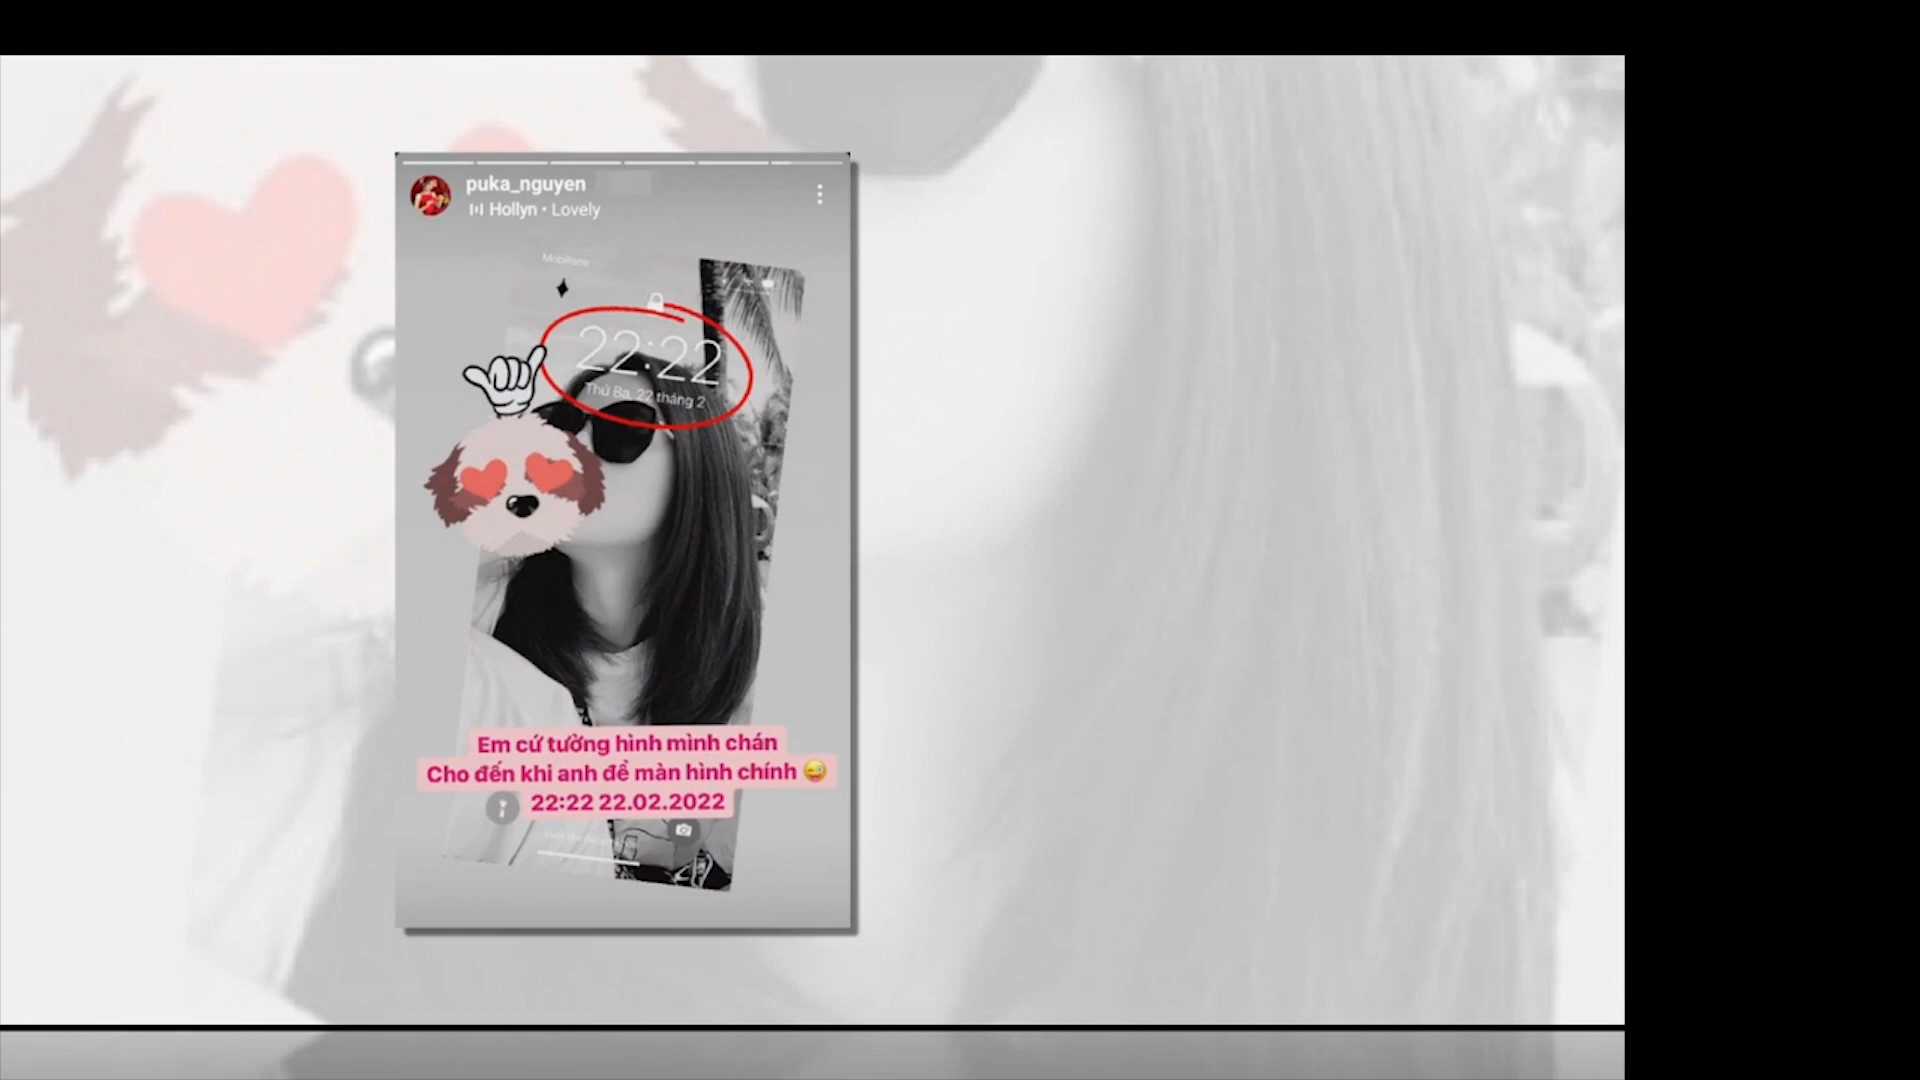 puka_nguyen
Hollyn • Lovely
Mobifone
22:22
Thứ Ba, 22 tháng 2
Em cứ tưởng hình mình chán
Cho đến khi anh để màn hình chính 😜
22:22 22.02.2022